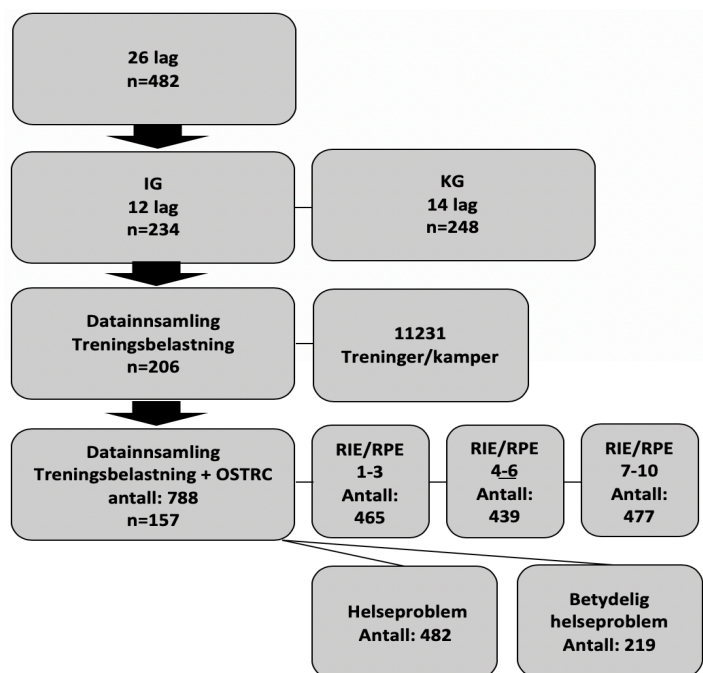 26 lag
n=482
IG
12 lag
n=234
KG
14 lag
n=248
Datainnsamling
Treningsbelastning
n=206
11231
Treninger/kamper
Datainnsamling
Treningsbelastning + OSTRC
antall: 788
n=157
RIE/RPE
1-3
Antall:
465
RIE/RPE
4-6
Antall:
439
RIE/RPE
7-10
Antall:
477
Helseproblem
Antall: 482
Betydelig
helseproblem
Antall: 219